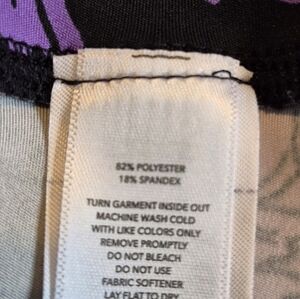 82% POLYESTER
18% SPANDEX
TURN GARMENT INSIDE OUT
MACHINE WASH COLD
WITH LIKE COLORS ONLY
REMOVE PROMPTLY
DO NOT BLEACH
DO NOT USE
FABRIC SOFTENER
LAY FLAT TO DRY